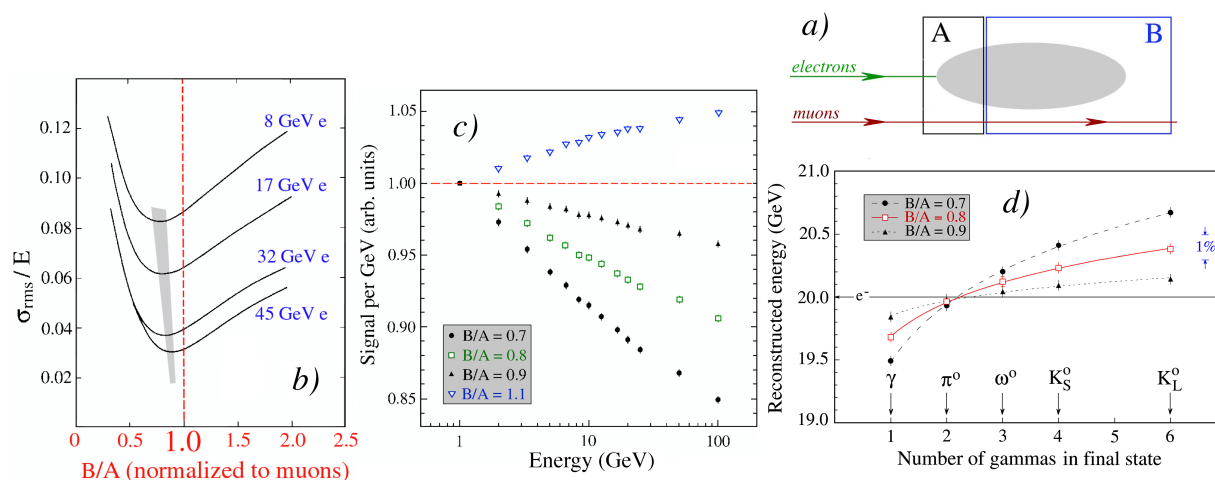 a)
A
B
electrons
muons
σrms / E
0.12
0.10
0.08
0.06
0.04
0.02
8 GeV e
17 GeV e
32 GeV e
45 GeV e
b)
0
0.5
1.0
1.5
2.0
2.5
B/A (normalized to muons)
Signal per GeV (arb. units)
1.05
1.00
0.95
0.90
0.85
c)
B/A = 0.7
B/A = 0.8
B/A = 0.9
B/A = 1.1
1
10
100
Energy (GeV)
Reconstructed energy (GeV)
21.0
20.5
20.0
19.5
19.0
B/A = 0.7
B/A = 0.8
B/A = 0.9
d)
1%
e⁻
γ
π°
ω°
K°S
K°L
1
2
3
4
5
6
Number of gammas in final state